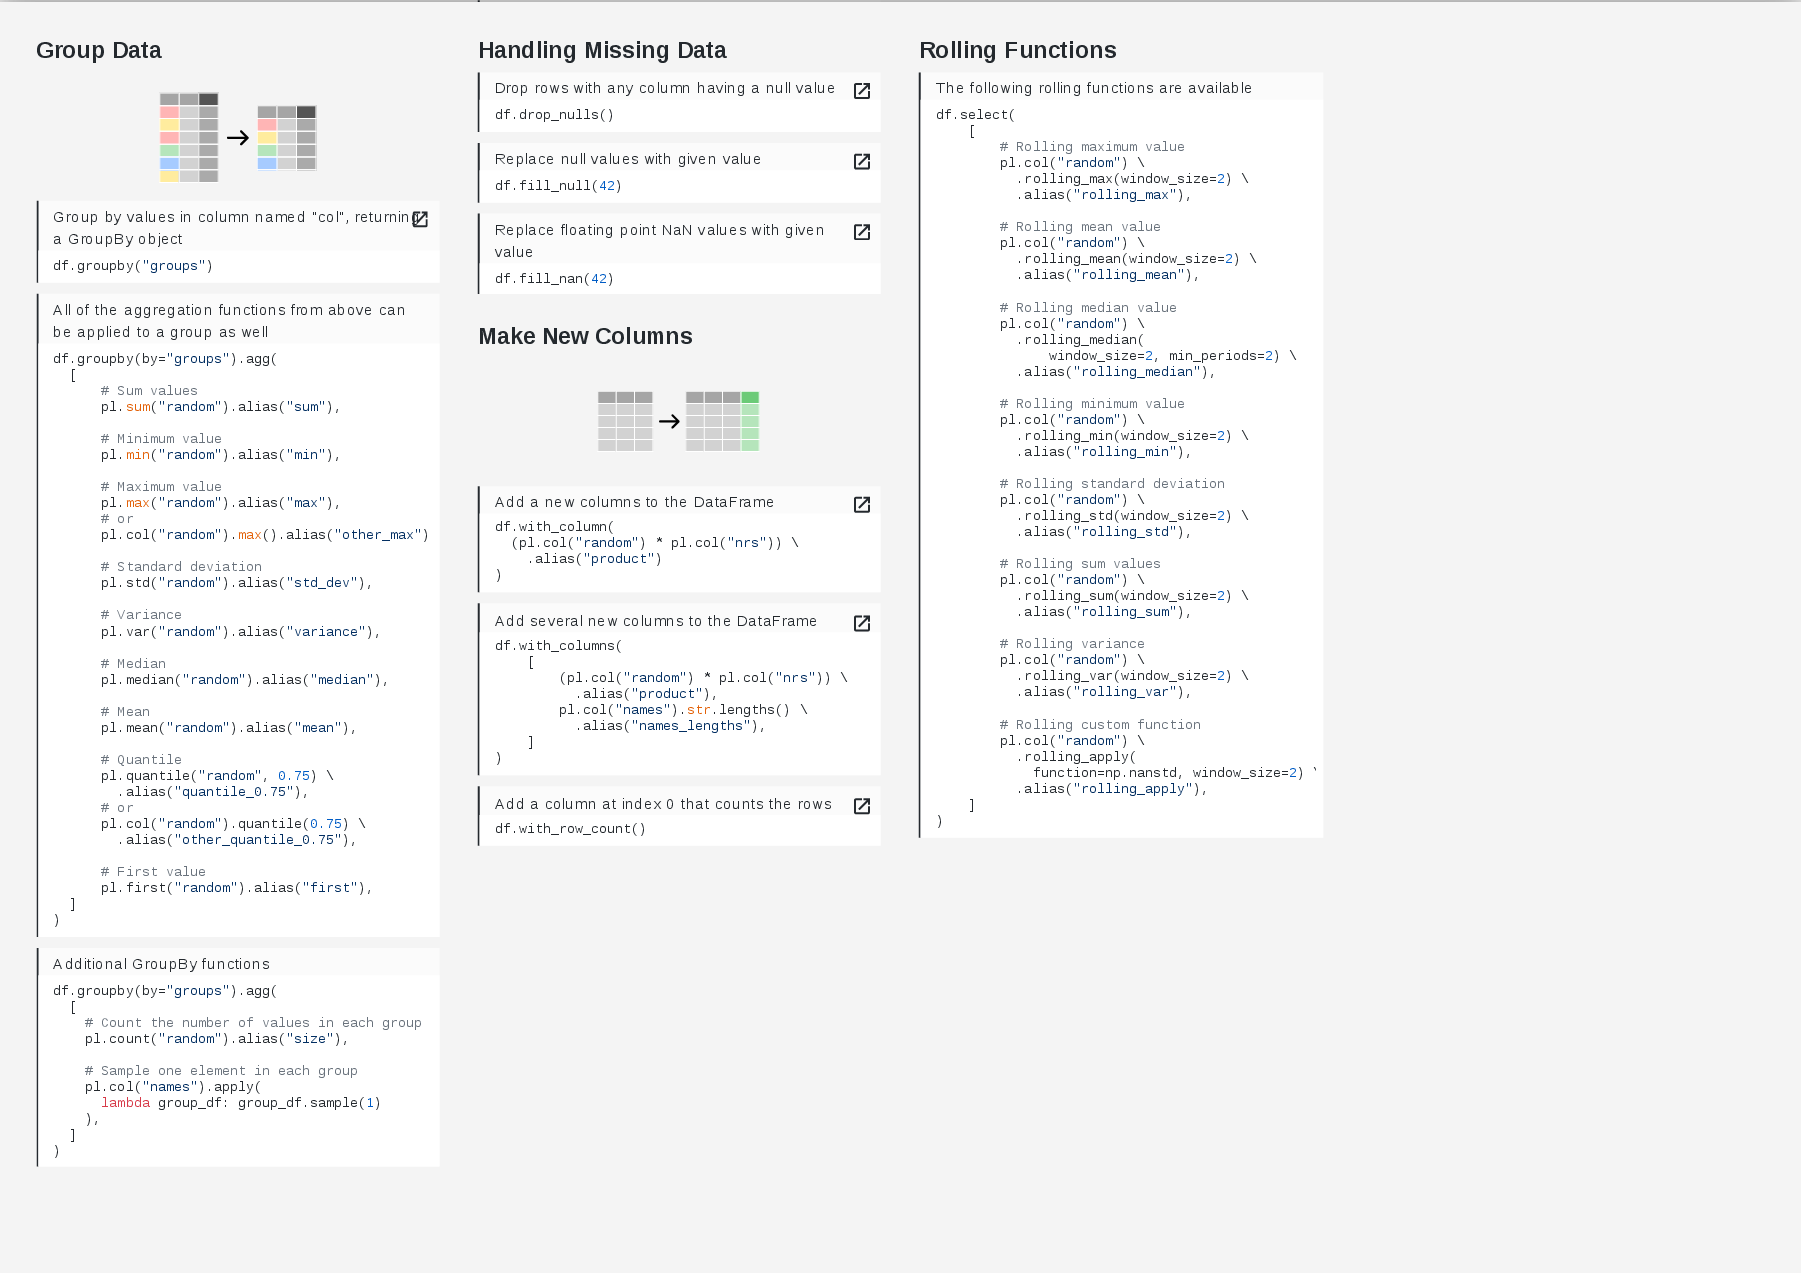 Group Data
Group by values in column named "col", returning
a GroupBy object
df.groupby("groups")
All of the aggregation functions from above can
be applied to a group as well
df.groupby(by="groups").agg(
[
# Sum values
pl.sum("random").alias("sum"),
# Minimum value
pl.min("random").alias("min"),
# Maximum value
pl.max("random").alias("max"),
# or
pl.col("random").max().alias("other_max")
# Standard deviation
pl.std("random").alias("std_dev"),
# Variance
pl.var("random").alias("variance"),
# Median
pl.median("random").alias("median"),
# Mean
pl.mean("random").alias("mean"),
# Quantile
pl.quantile("random", 0.75) \
.alias("quantile_0.75"),
# or
pl.col("random").quantile(0.75) \
.alias("other_quantile_0.75"),
# First value
pl.first("random").alias("first"),
]
)
Additional GroupBy functions
df.groupby(by="groups").agg(
[
# Count the number of values in each group
pl.count("random").alias("size"),
# Sample one element in each group
pl.col("names").apply(
lambda group_df: group_df.sample(1)
),
]
)
Handling Missing Data
Drop rows with any column having a null value
df.drop_nulls()
Replace null values with given value
df.fill_null(42)
Replace floating point NaN values with given
value
df.fill_nan(42)
Make New Columns
Add a new columns to the DataFrame
df.with_column(
(pl.col("random") * pl.col("nrs")) \
.alias("product")
)
Add several new columns to the DataFrame
df.with_columns(
[
(pl.col("random") * pl.col("nrs")) \
.alias("product"),
pl.col("names").str.lengths() \
.alias("names_lengths"),
]
)
Add a column at index 0 that counts the rows
df.with_row_count()
Rolling Functions
The following rolling functions are available
df.select(
[
# Rolling maximum value
pl.col("random") \
.rolling_max(window_size=2) \
.alias("rolling_max"),
# Rolling mean value
pl.col("random") \
.rolling_mean(window_size=2) \
.alias("rolling_mean"),
# Rolling median value
pl.col("random") \
.rolling_median(
window_size=2, min_periods=2) \
.alias("rolling_median"),
# Rolling minimum value
pl.col("random") \
.rolling_min(window_size=2) \
.alias("rolling_min"),
# Rolling standard deviation
pl.col("random") \
.rolling_std(window_size=2) \
.alias("rolling_std"),
# Rolling sum values
pl.col("random") \
.rolling_sum(window_size=2) \
.alias("rolling_sum"),
# Rolling variance
pl.col("random") \
.rolling_var(window_size=2) \
.alias("rolling_var"),
# Rolling custom function
pl.col("random") \
.rolling_apply(
function=np.nanstd, window_size=2) \
.alias("rolling_apply"),
]
)